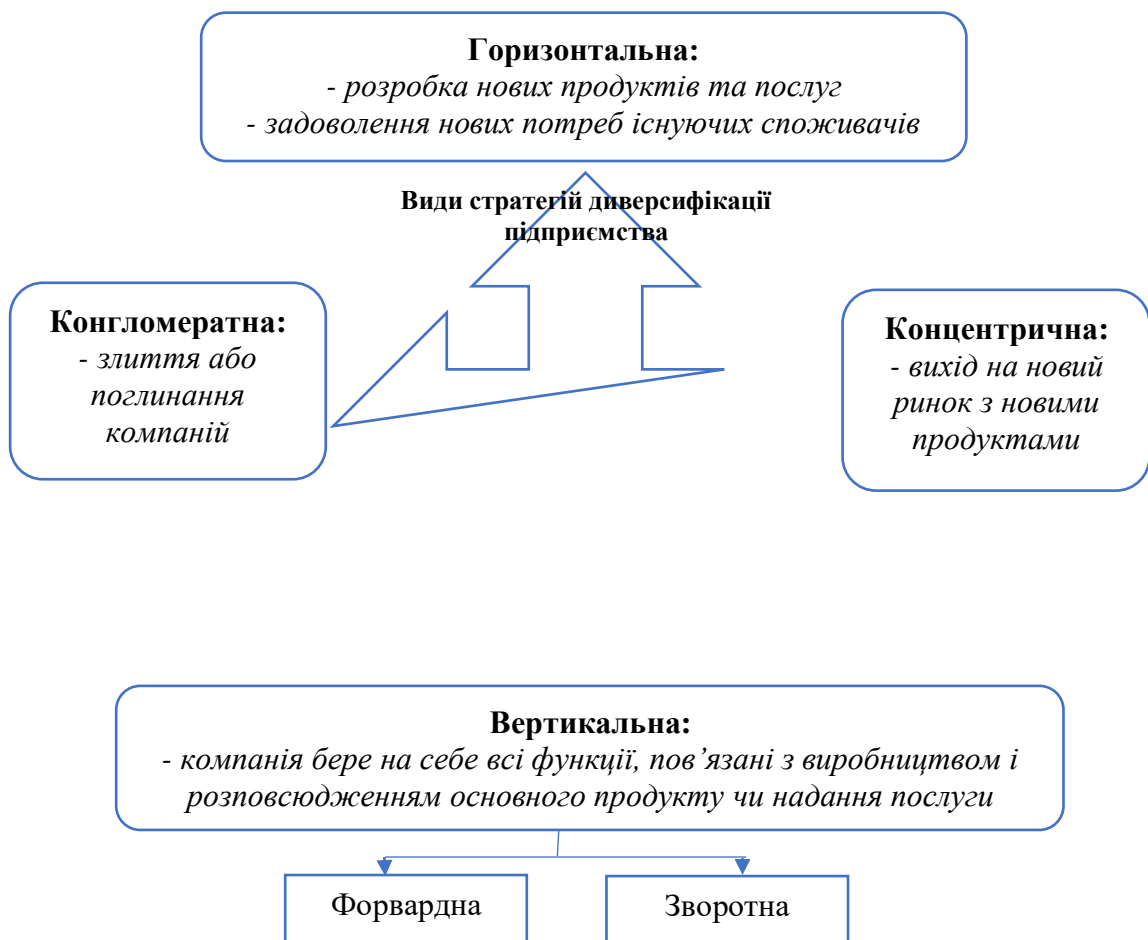 Горизонтальна:
- розробка нових продуктів та послуг
- задоволення нових потреб існуючих споживачів
Види стратегій диверсифікації
підприємства
Конгломератна:
- злиття або
поглинання
компаній
Концентрична:
- вихід на новий
ринок з новими
продуктами
Вертикальна:
- компанія бере на себе всі функції, пов’язані з виробництвом і
розповсюдженням основного продукту чи надання послуги
Форвардна
Зворотна